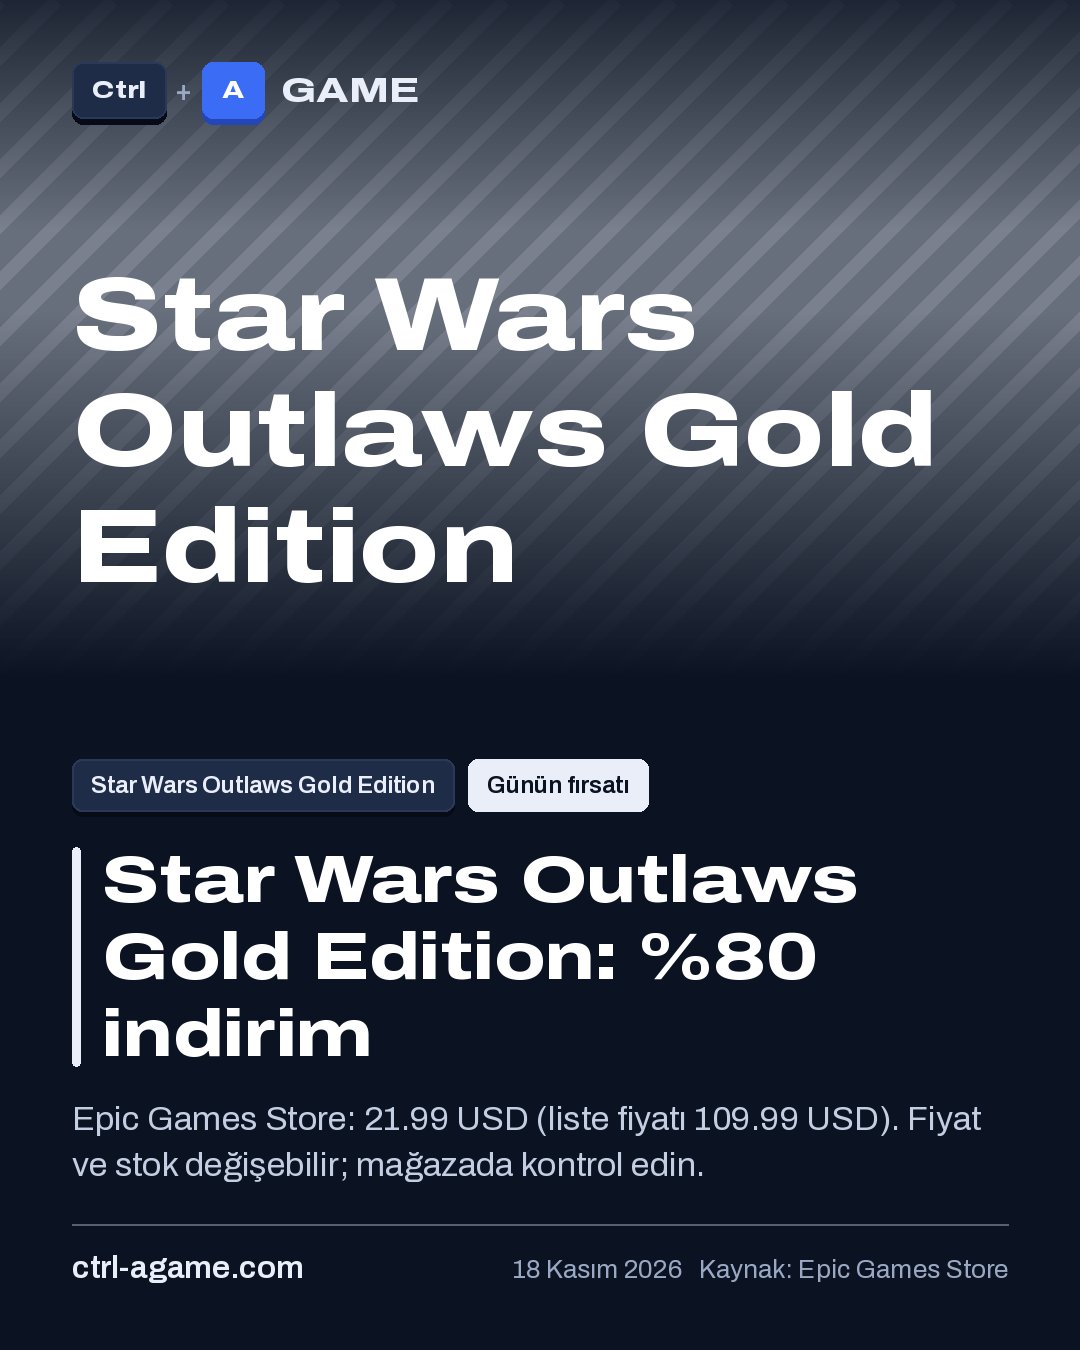 Ctrl + A GAME
Star Wars
Outlaws Gold
Edition
Star Wars Outlaws Gold Edition Günün fırsatı
Star Wars Outlaws
Gold Edition: %80
indirim
Epic Games Store: 21.99 USD (liste fiyatı 109.99 USD). Fiyat
ve stok değişebilir; mağazada kontrol edin.
ctrl-agame.com 18 Kasım 2026 Kaynak: Epic Games Store